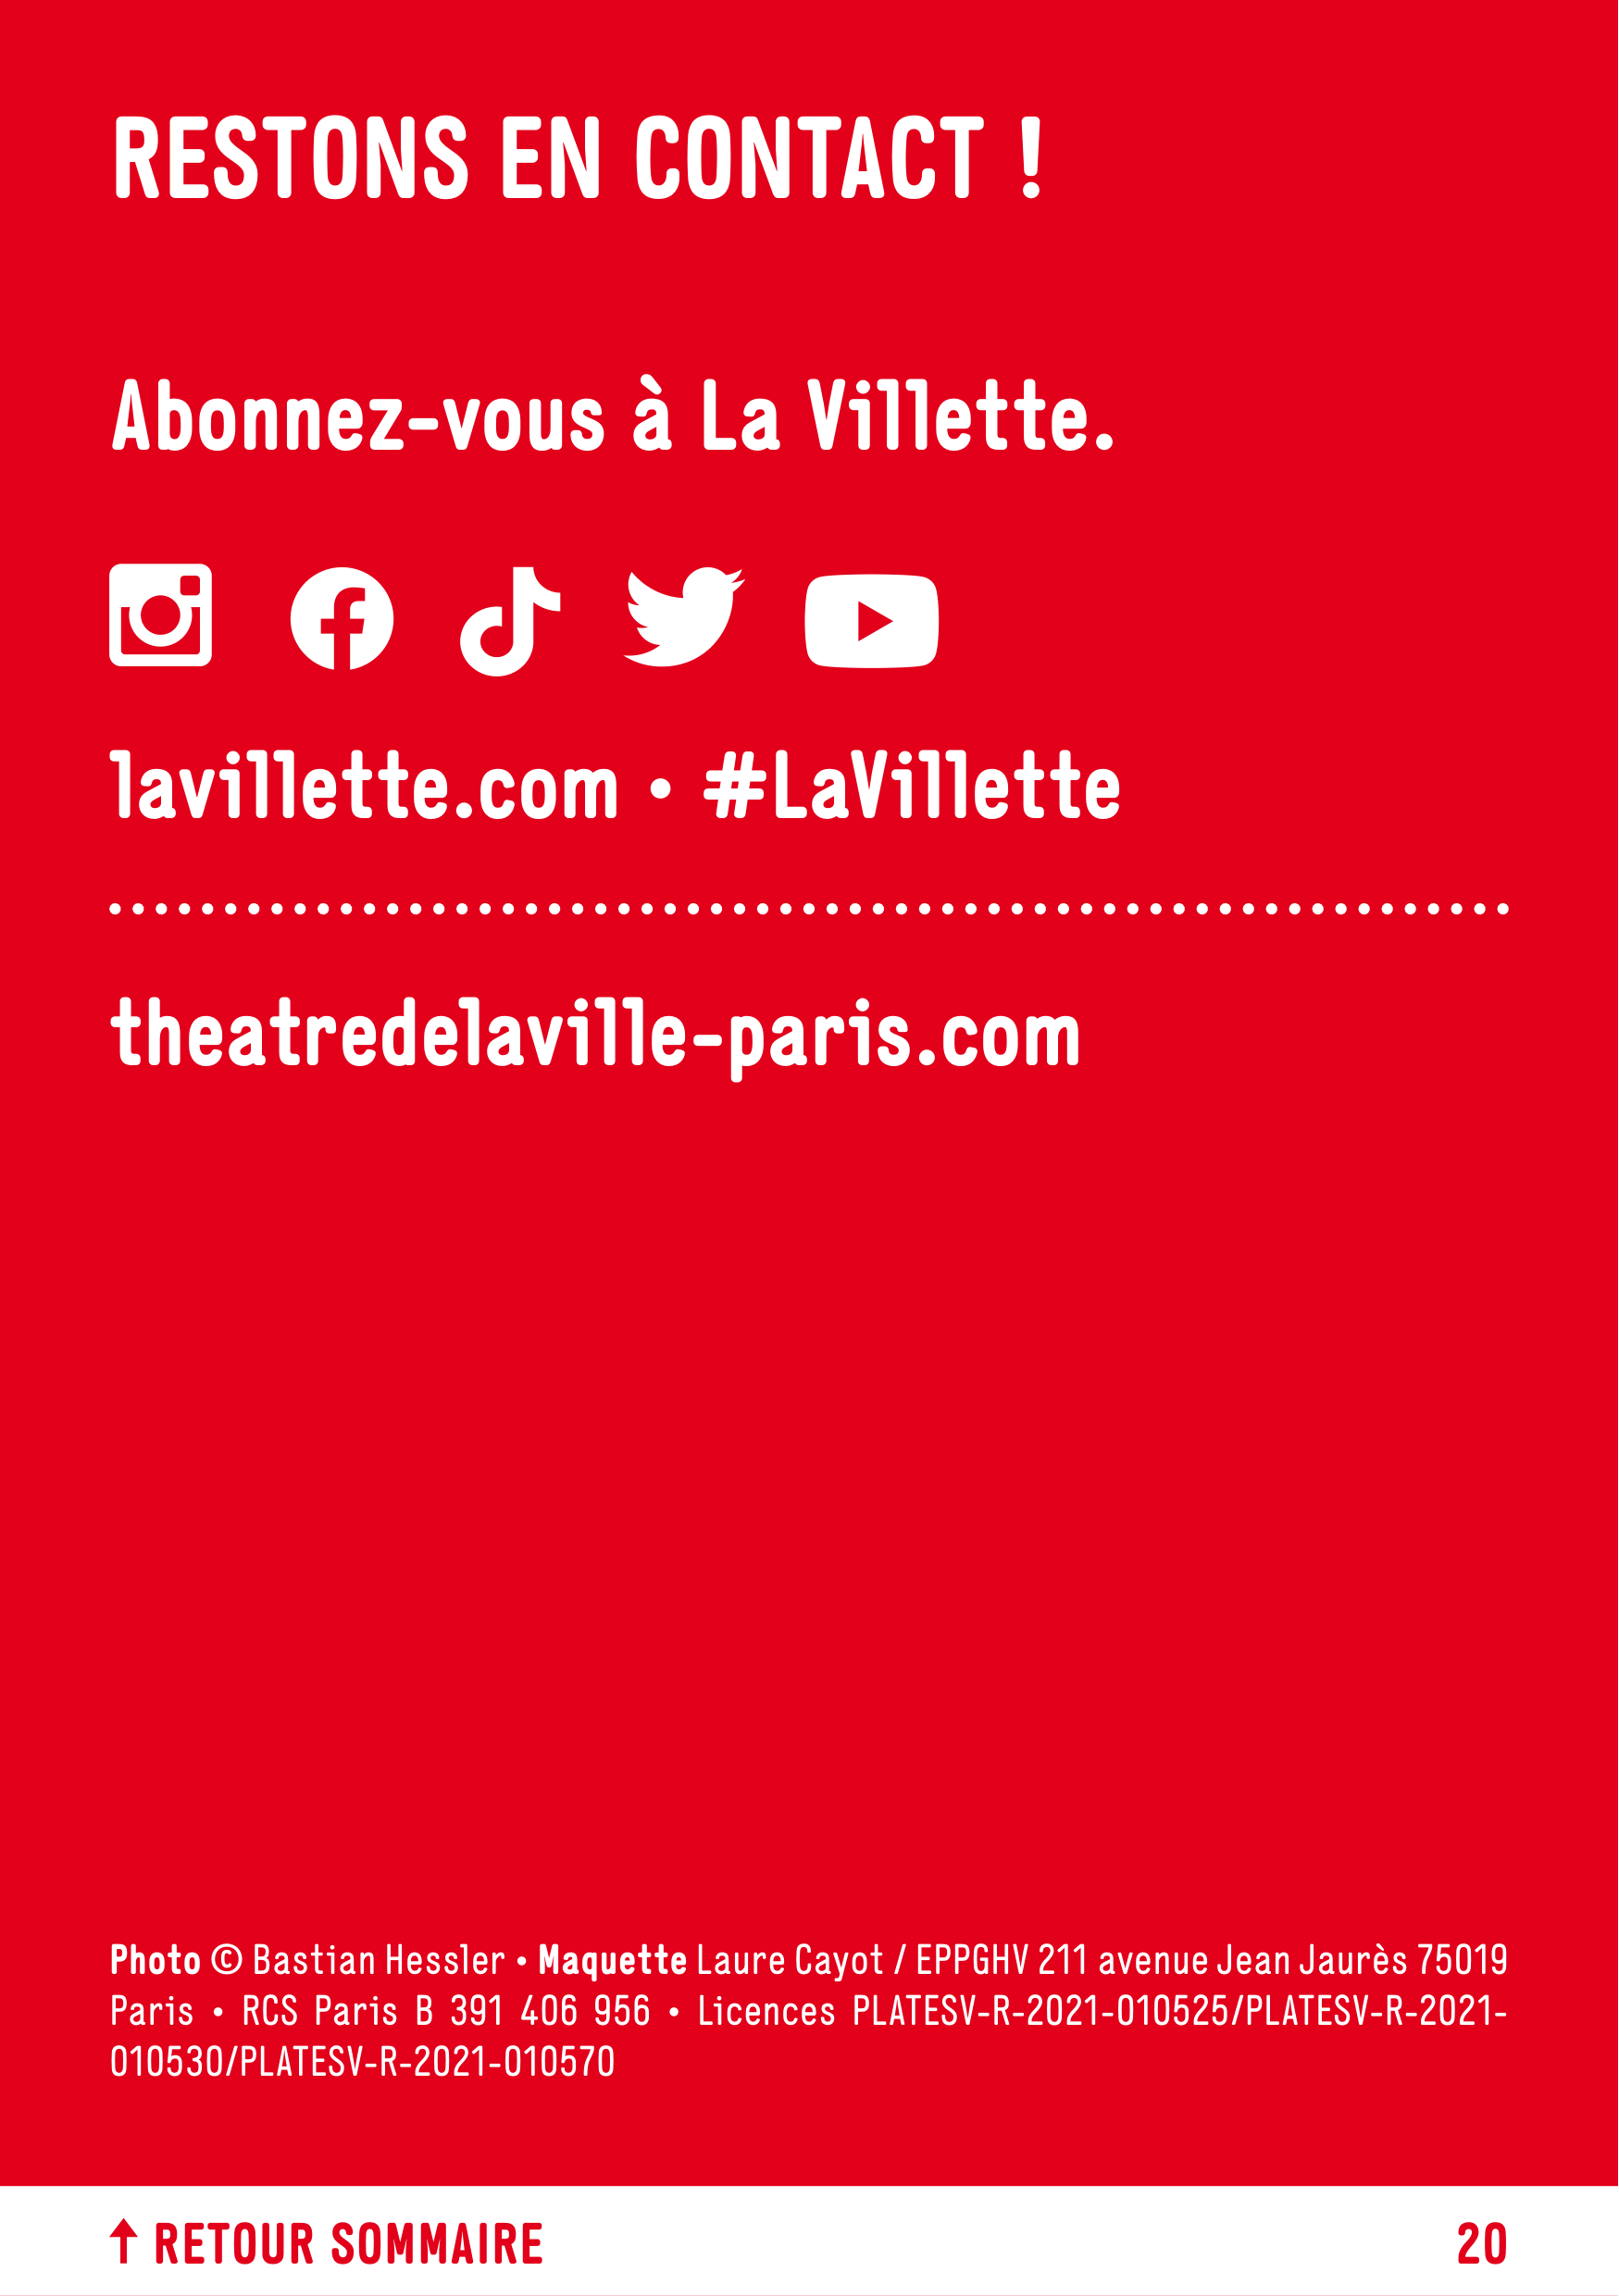 RESTONS EN CONTACT !
Abonnez-vous à La Villette.
lavillette.com • #LaVillette
theatredelaville-paris.com
Photo © Bastian Hessler • Maquette Laure Cayot / EPPGHV 211 avenue Jean Jaurès 75019
Paris • RCS Paris B 391 406 956 • Licences PLATESV-R-2021-010525/PLATESV-R-2021-
010530/PLATESV-R-2021-010570
↑ RETOUR SOMMAIRE
20